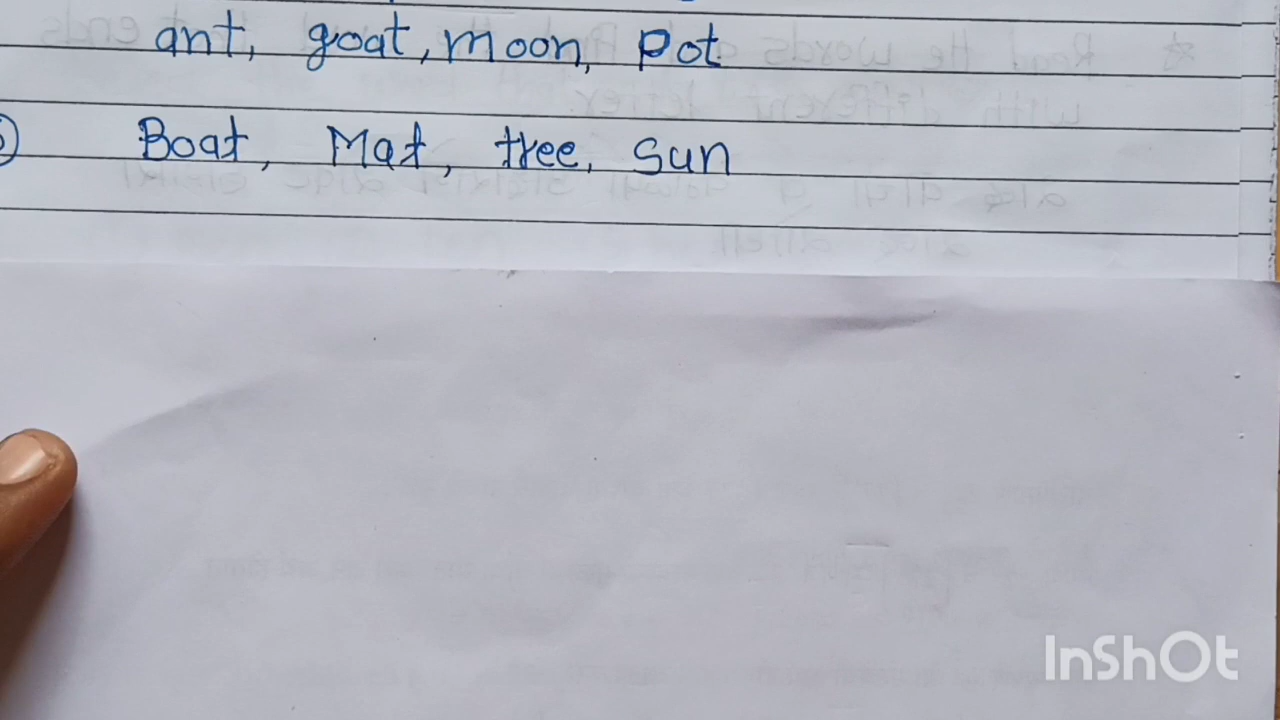 ant, goat, moon, Pot
Boat, Mat, tree, Sun
InShOt